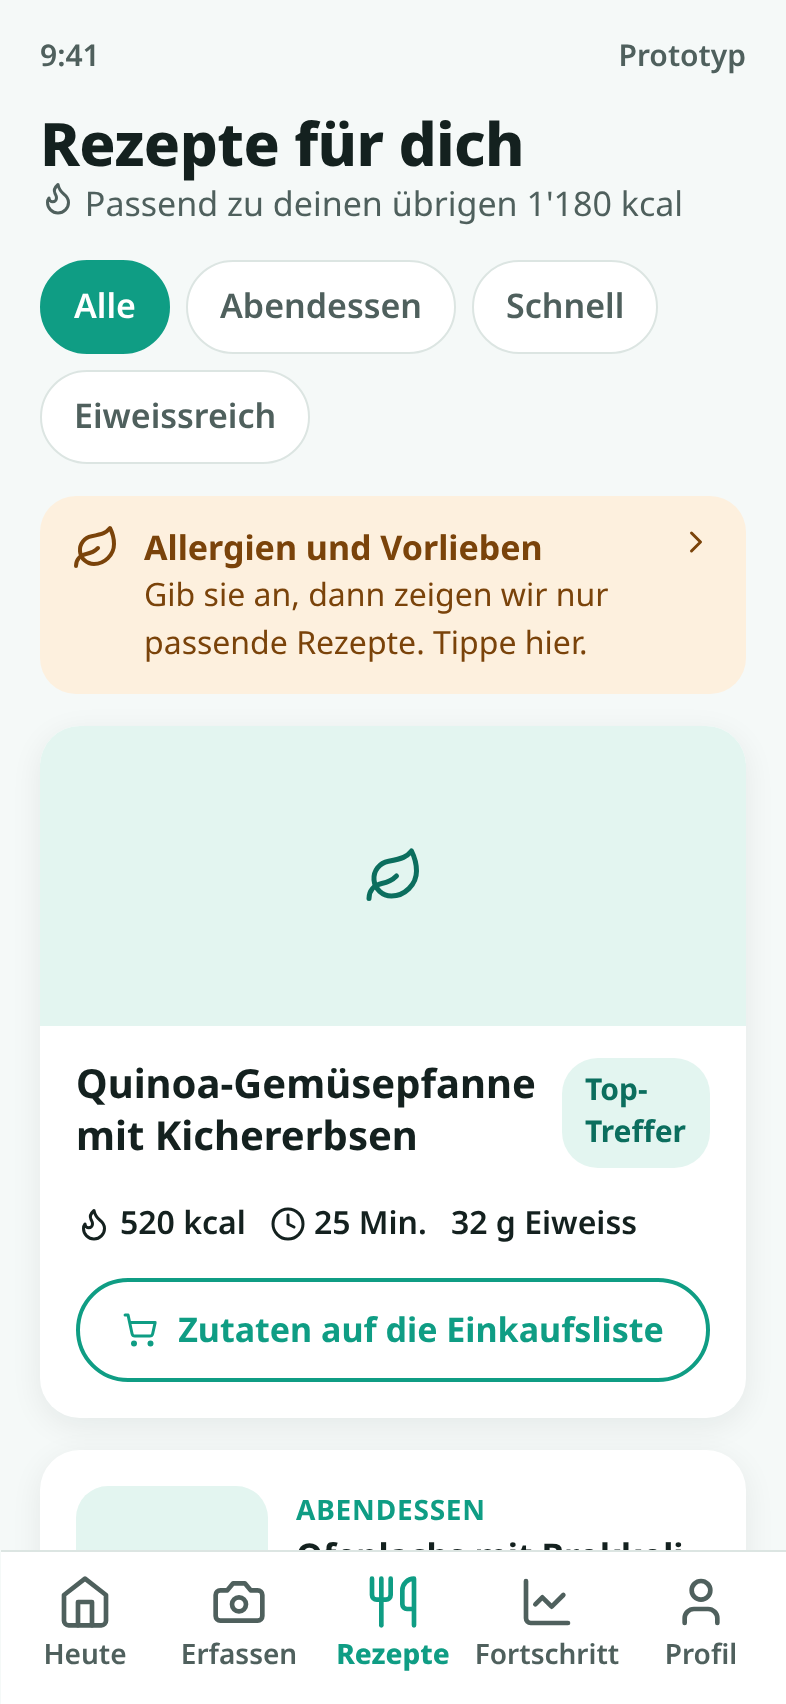 9:41
Prototyp
Rezepte für dich
Passend zu deinen übrigen 1'180 kcal
Alle
Abendessen
Schnell
Eiweissreich
Allergien und Vorlieben
Gib sie an, dann zeigen wir nur
passende Rezepte. Tippe hier.
Quinoa-Gemüsepfanne
mit Kichererbsen
Top-
Treffer
520 kcal
25 Min.
32 g Eiweiss
Zutaten auf die Einkaufsliste
ABENDESSEN
Heute
Erfassen
Rezepte
Fortschritt
Profil